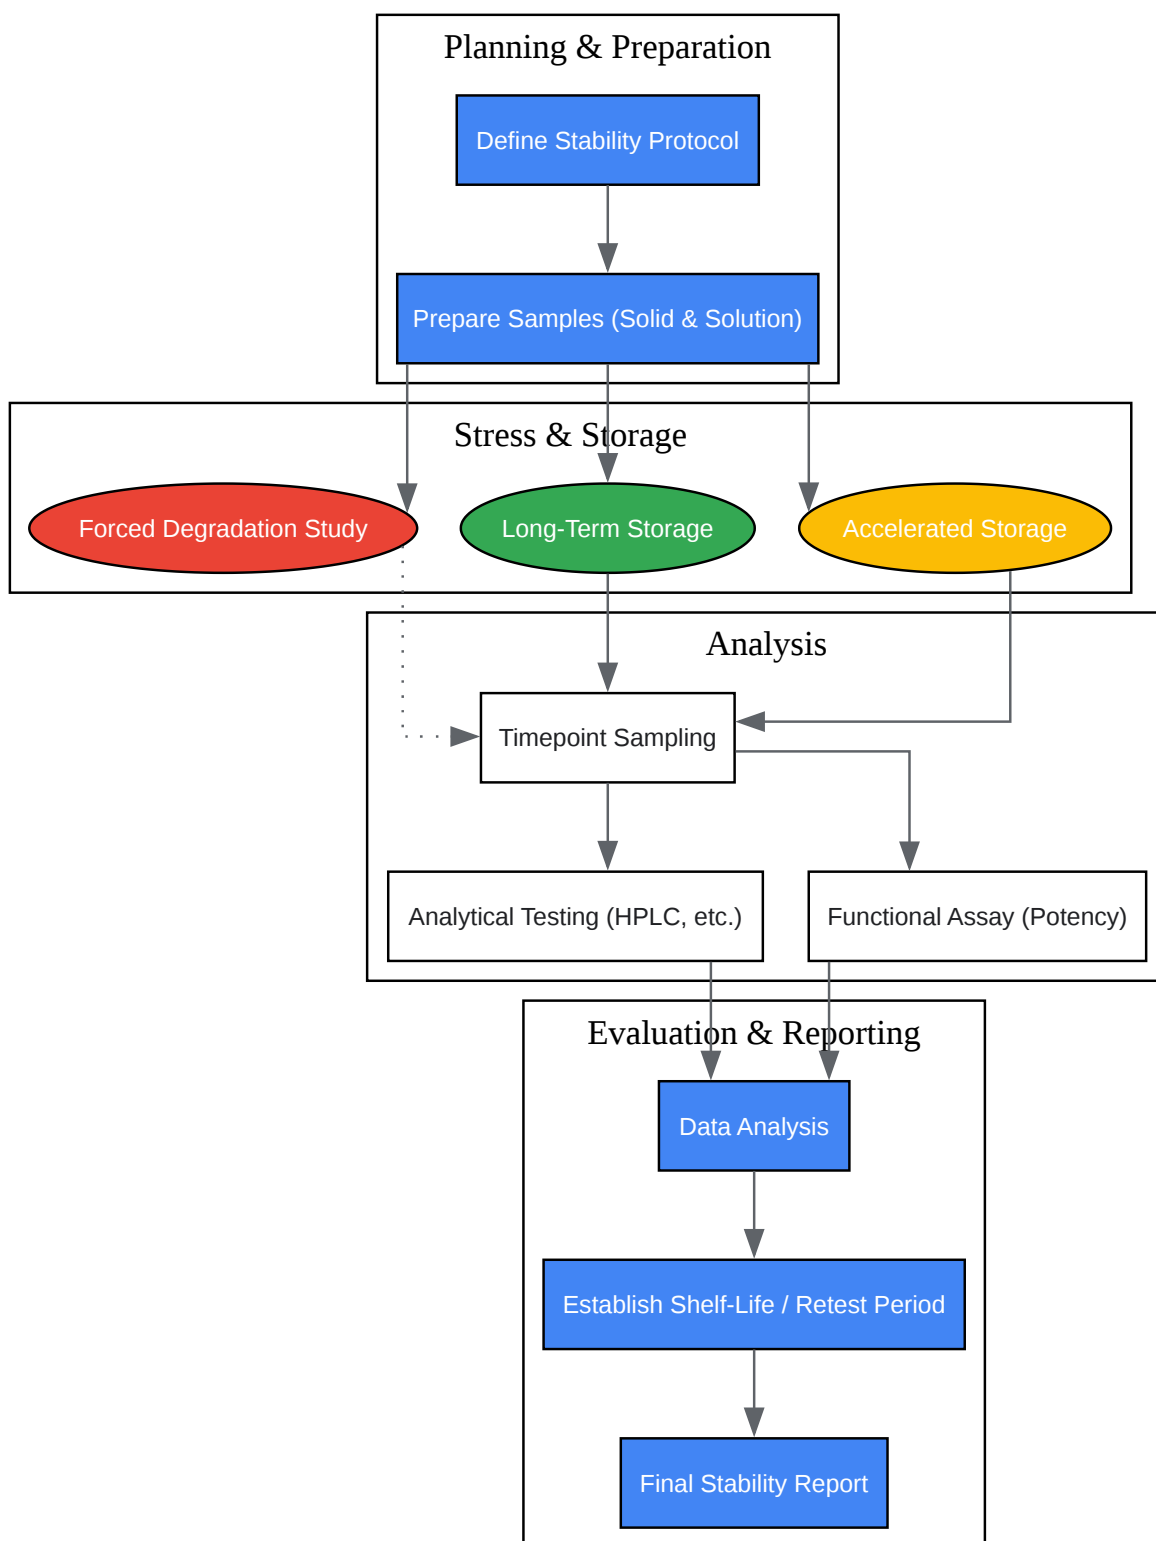 Planning & Preparation
Define Stability Protocol
Prepare Samples (Solid & Solution)
Stress & Storage
Forced Degradation Study
Long-Term Storage
Accelerated Storage
Analysis
Timepoint Sampling
Analytical Testing (HPLC, etc.)
Functional Assay (Potency)
Evaluation & Reporting
Data Analysis
Establish Shelf-Life / Retest Period
Final Stability Report